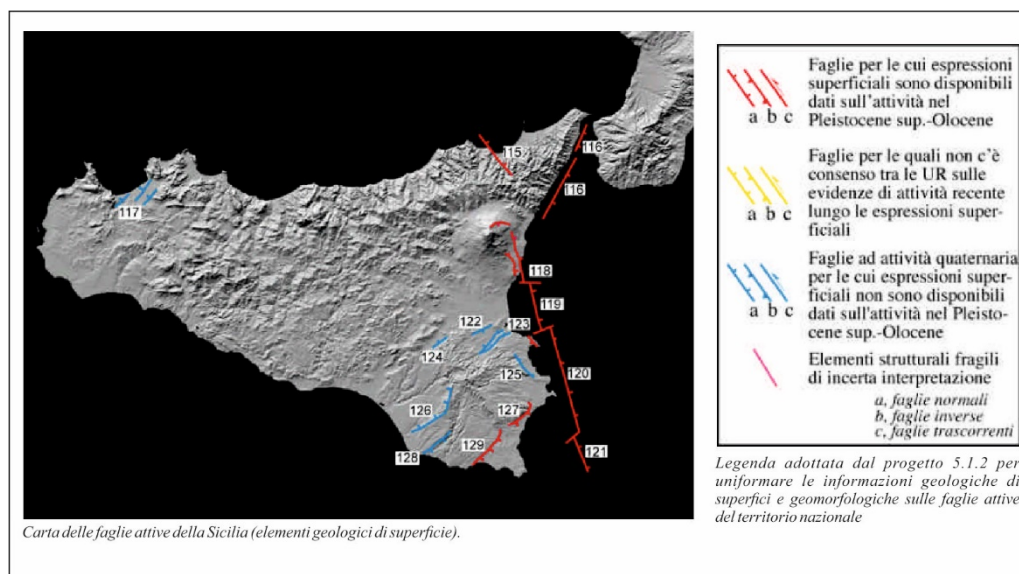 115
116
116
117
118
119
122
123
124
120
125
126
127
129
128
121
Carta delle faglie attive della Sicilia (elementi geologici di superficie).
a b c
Faglie per le cui espressioni
superficiali sono disponibili
dati sull'attività nel
Pleistocene sup.-Olocene
a b c
Faglie per le quali non c'è
consenso tra le UR sulle
evidenze di attività recente
lungo le espressioni super-
ficiali
a b c
Faglie ad attività quaternaria
per le cui espressioni super-
ficiali non sono disponibili
dati sull'attività nel Pleisto-
cene sup.-Olocene
Elementi strutturali fragili
di incerta interpretazione
a, faglie normali
b, faglie inverse
c, faglie trascorrenti
Legenda adottata dal progetto 5.1.2 per
uniformare le informazioni geologiche di
superfici e geomorfologiche sulle faglie attive
del territorio nazionale